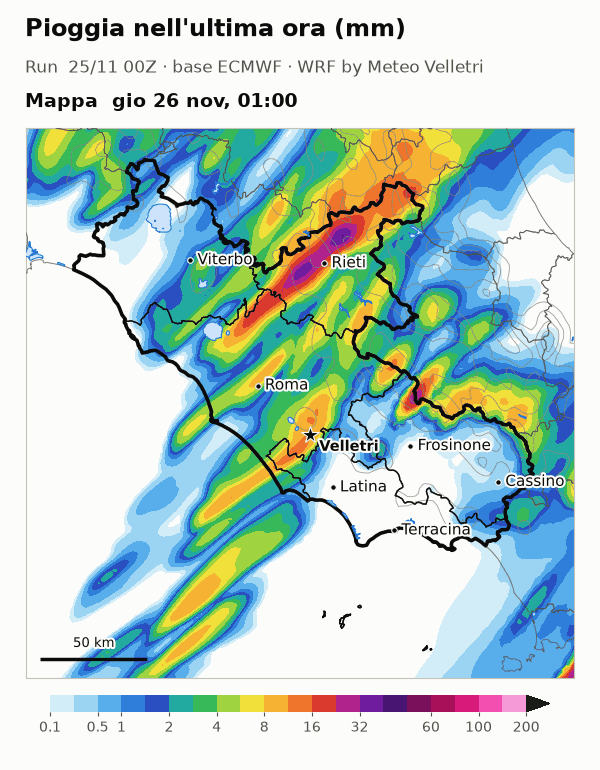 Pioggia nell'ultima ora (mm)
Run  25/11 00Z · base ECMWF · WRF by Meteo Velletri
Mappa  gio 26 nov, 01:00
Viterbo
Rieti
Roma
Velletri
Frosinone
Cassino
Latina
Terracina
50 km
0.1 0.5 1 2 4 8 16 32 60 100 200